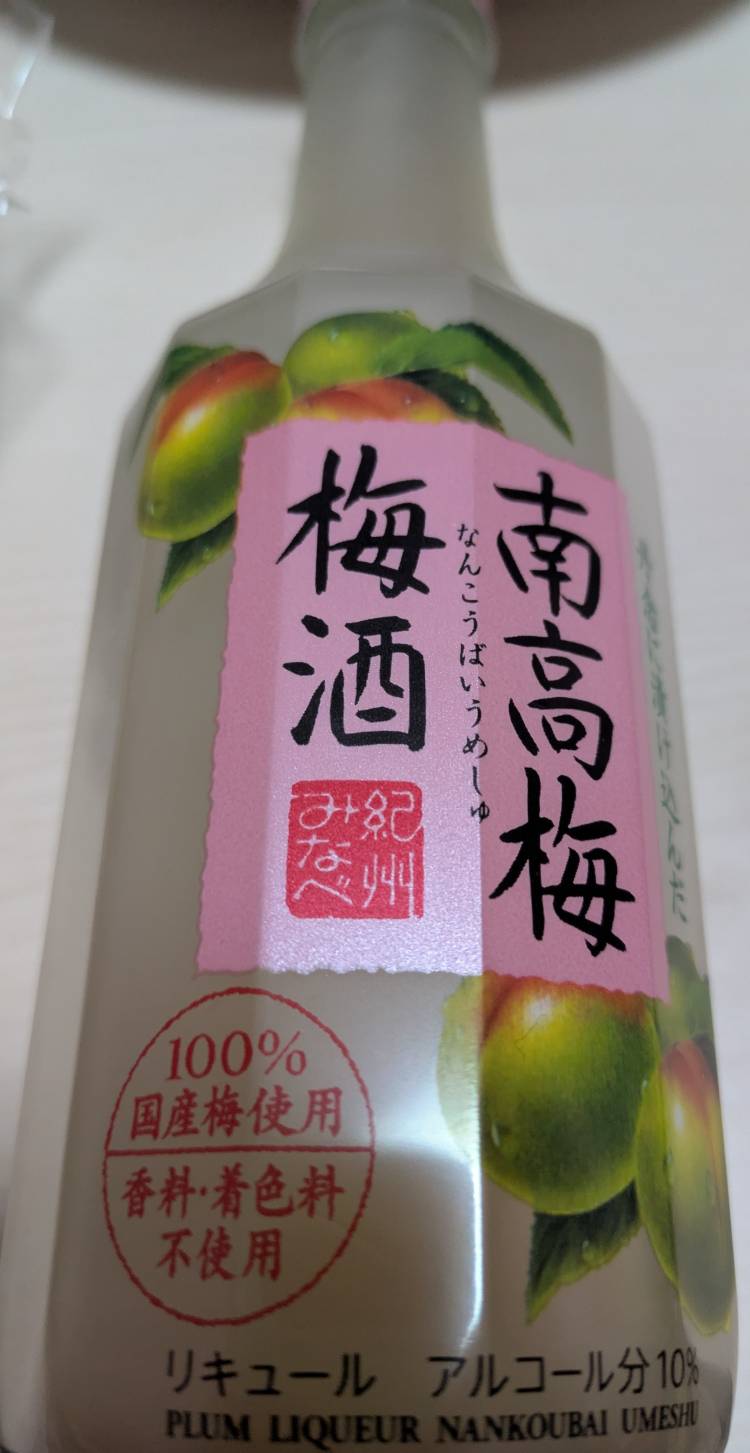 南高梅
なんこうばいうめしゅ
梅酒
紀州
みなべ
100%
国産梅使用
香料・着色料
不使用
リキュール アルコール分10%
PLUM LIQUEUR NANKOUBAI UMESHU